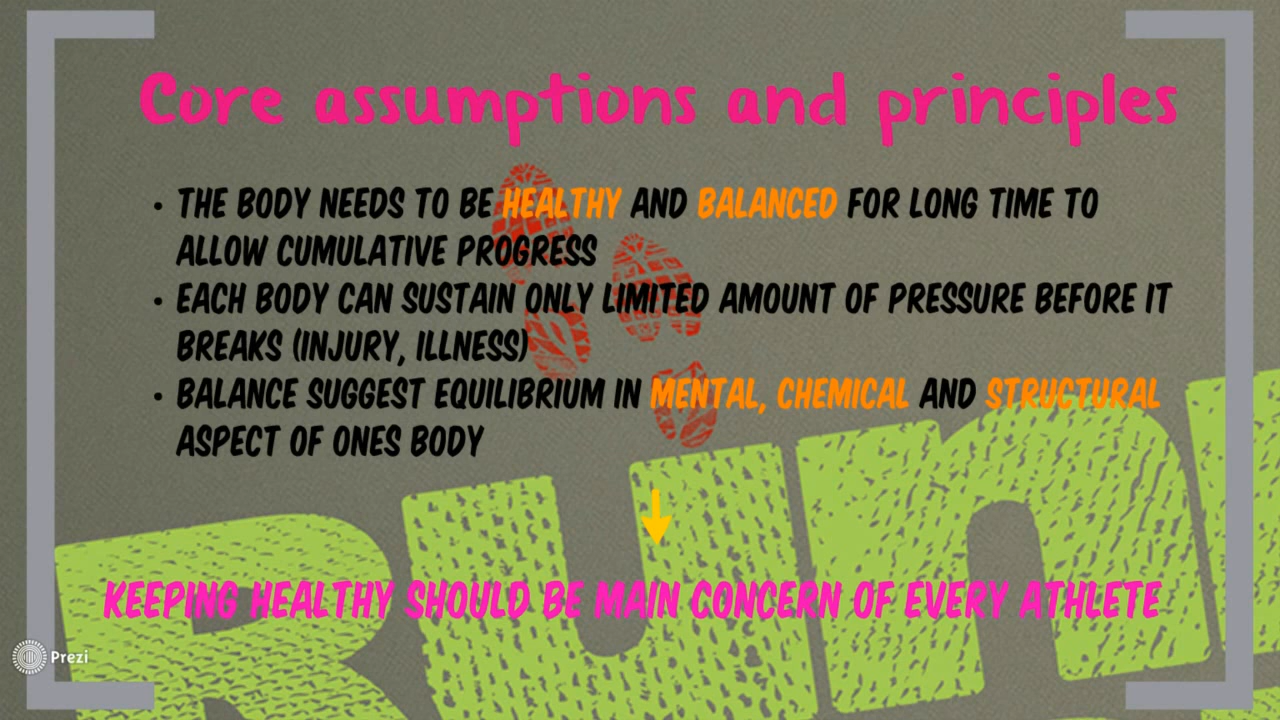 Core assumptions and principles
• THE BODY NEEDS TO BE HEALTHY AND BALANCED FOR LONG TIME TO
ALLOW CUMULATIVE PROGRESS
• EACH BODY CAN SUSTAIN ONLY LIMITED AMOUNT OF PRESSURE BEFORE IT
BREAKS (INJURY, ILLNESS)
• BALANCE SUGGEST EQUILIBRIUM IN MENTAL, CHEMICAL AND STRUCTURAL
ASPECT OF ONES BODY
KEEPING HEALTHY SHOULD BE MAIN CONCERN OF EVERY ATHLETE
Run
Prezi